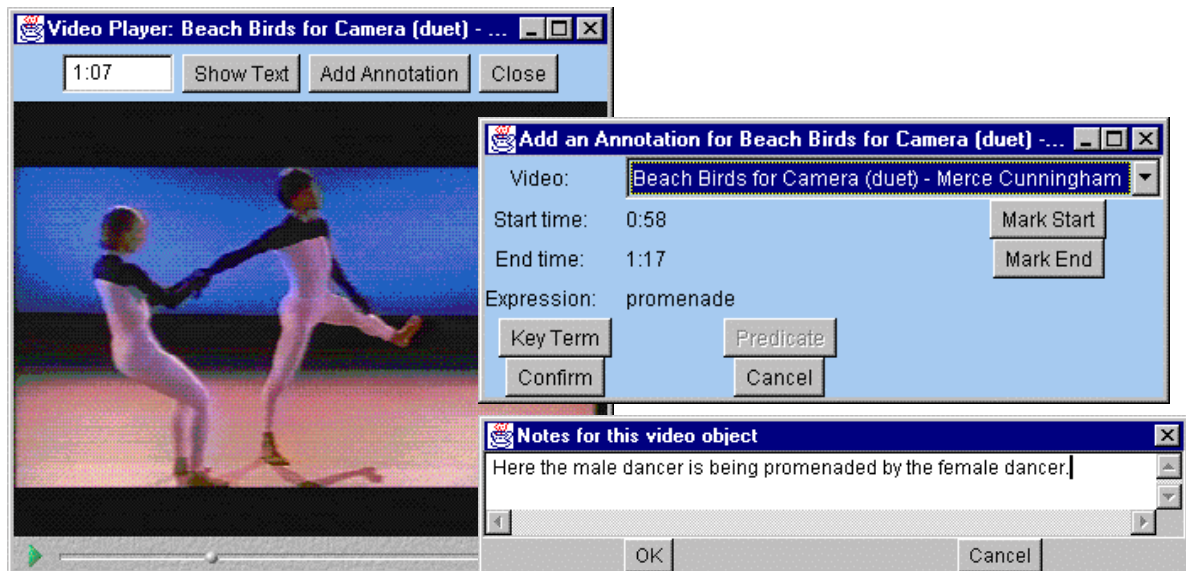 Video Player: Beach Birds for Camera (duet) - ...
1:07 Show Text Add Annotation Close
Add an Annotation for Beach Birds for Camera (duet) -...
Video: Beach Birds for Camera (duet) - Merce Cunningham
Start time: 0:58 Mark Start
End time: 1:17 Mark End
Expression: promenade
Key Term Predicate
Confirm Cancel
Notes for this video object
Here the male dancer is being promenaded by the female dancer.
OK Cancel